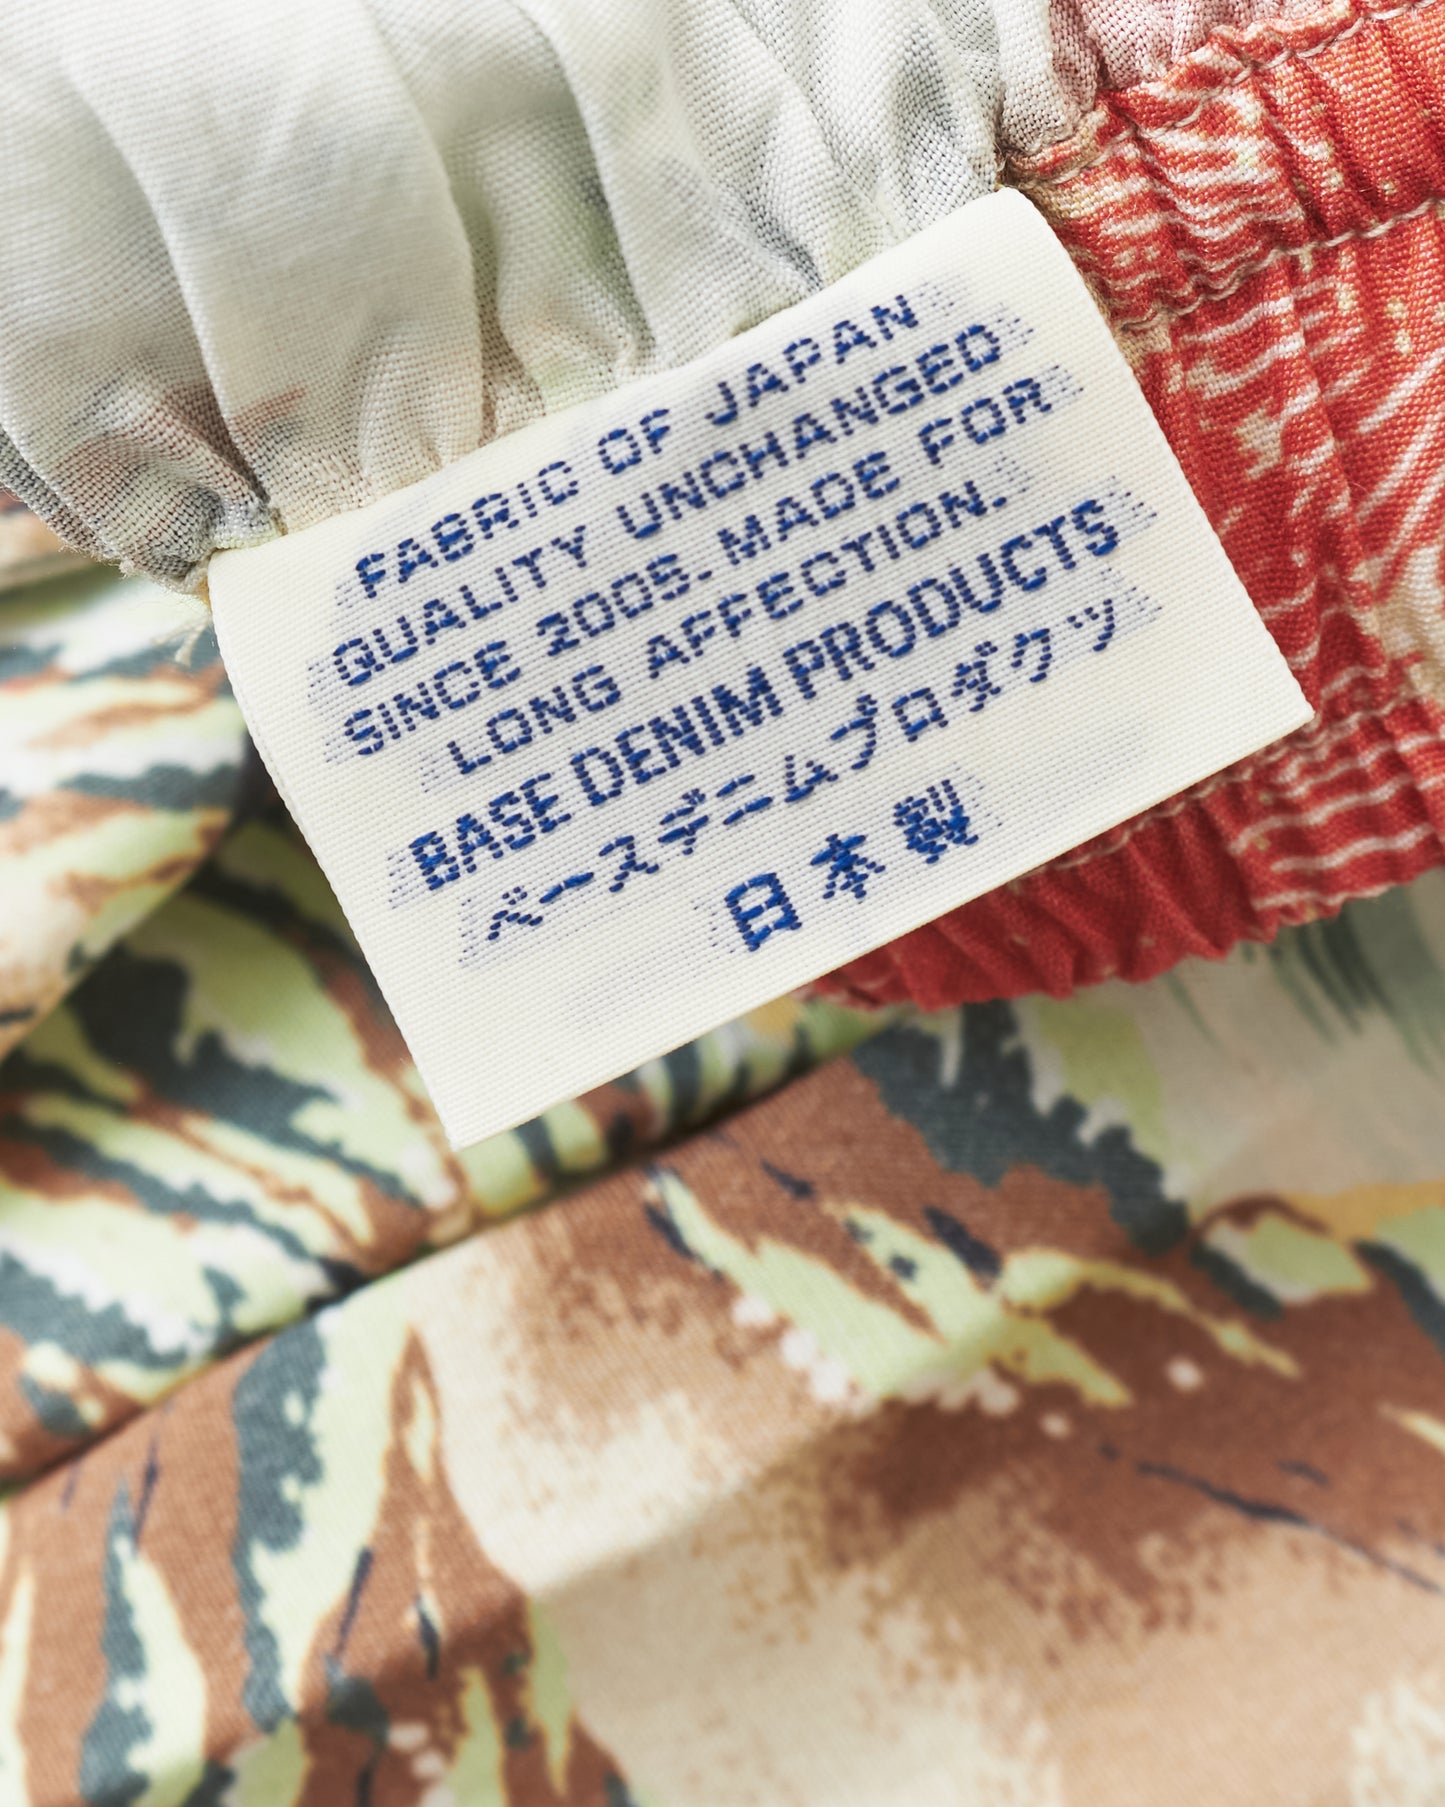 FABRIC OF JAPAN
QUALITY UNCHANGED
SINCE 2005. MADE FOR
LONG AFFECTION.
BASE DENIM PRODUCTS
ベースデニムプロダクツ
日本製